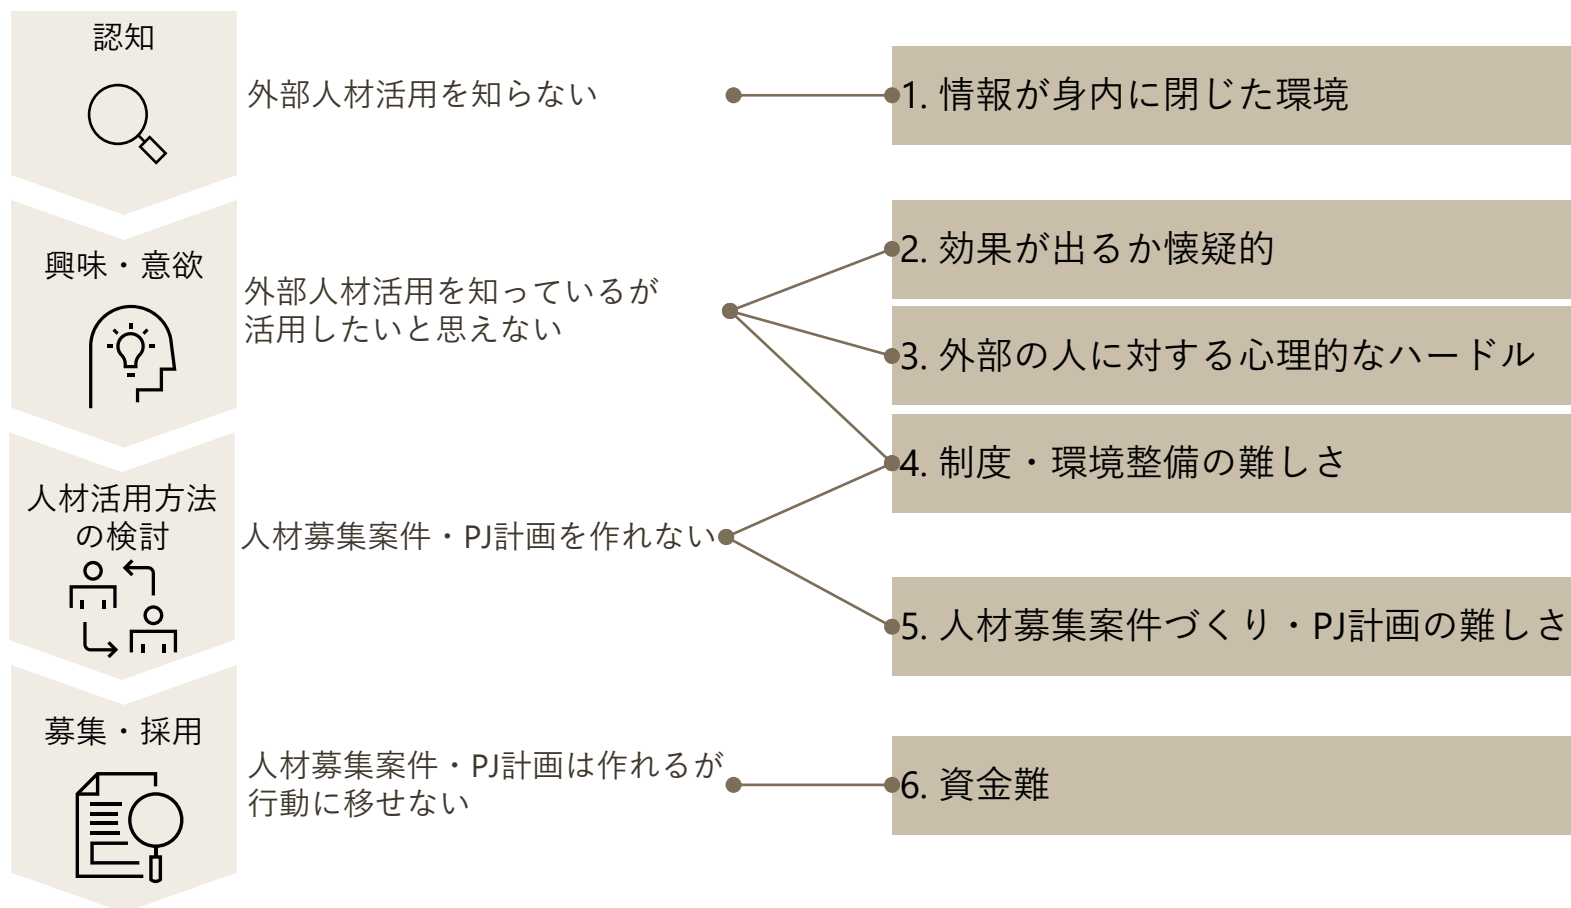 認知
外部人材活用を知らない
1. 情報が身内に閉じた環境
興味・意欲
外部人材活用を知っているが
活用したいと思えない
2. 効果が出るか懐疑的
3. 外部の人に対する心理的なハードル
4. 制度・環境整備の難しさ
人材活用方法
の検討
人材募集案件・PJ計画を作れない
5. 人材募集案件づくり・PJ計画の難しさ
募集・採用
人材募集案件・PJ計画は作れるが
行動に移せない
6. 資金難